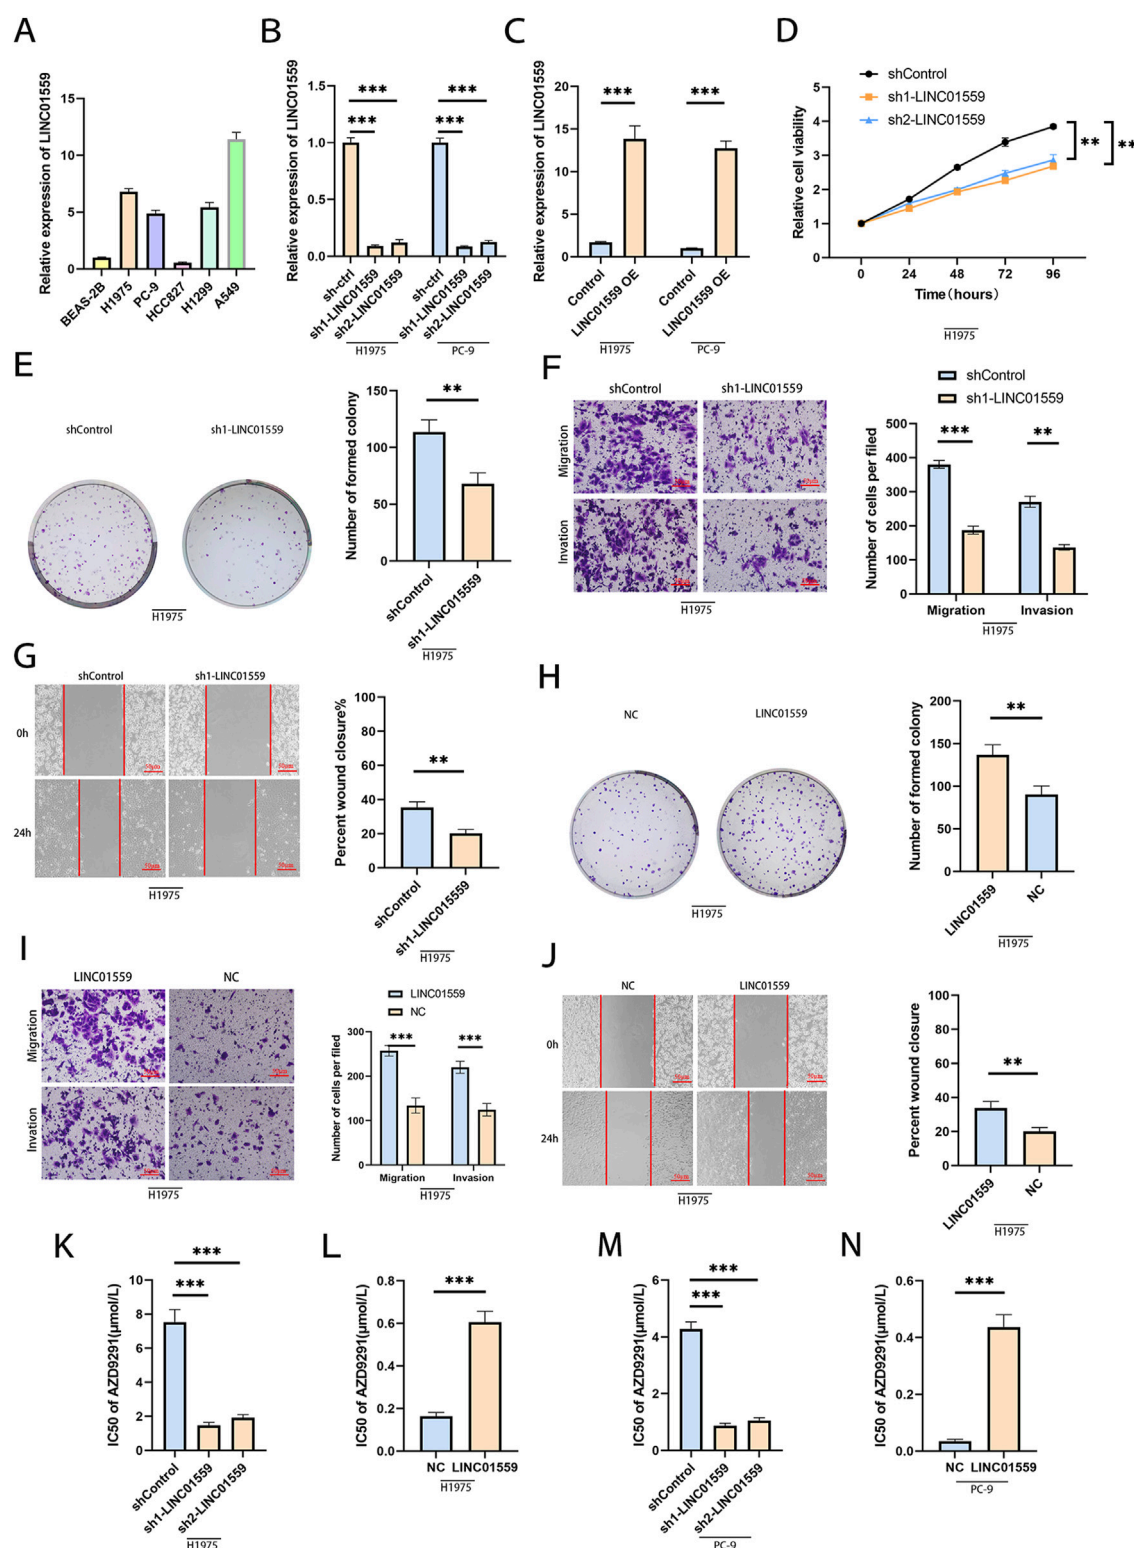 A
Relative expression of LINC01559
15
10
5
0
BEAS-2B
H1975
PC-9
HCC827
H1299
A549
B
Relative expression of LINC01559
1.5
1.0
0.5
0.0
***
***
***
***
sh-ctrl
sh1-LINC01559
sh2-LINC01559
sh-ctrl
sh1-LINC01559
sh2-LINC01559
H1975
PC-9
C
Relative expression of LINC01559
20
15
10
5
0
***
***
Control
LINC01559 OE
Control
LINC01559 OE
H1975
PC-9
D
shControl
sh1-LINC01559
sh2-LINC01559
Relative cell viability
5
4
3
2
1
0
**
**
0 24 48 72 96
Time(hours)
H1975
E
shControl
sh1-LINC01559
H1975
Number of formed colony
150
100
50
0
**
shControl
sh1-LINC015559
H1975
F
shControl
sh1-LINC01559
Migration
Invation
H1975
shControl
sh1-LINC01559
Number of cells per filed
500
400
300
200
100
0
***
**
Migration Invasion
H1975
G
shControl
sh1-LINC01559
0h
50μm
50μm
24h
50μm
50μm
H1975
Percent wound closure%
100
80
60
40
20
0
**
shControl
sh1-LINC015559
H1975
H
NC
LINC01559
H1975
Number of formed colony
200
150
100
50
0
**
LINC01559
NC
H1975
I
LINC01559
NC
Migration
Invation
H1975
LINC01559
NC
Number of cells per filed
300
200
100
0
***
***
Migration Invasion
H1975
J
NC
LINC01559
0h
50μm
50μm
24h
50μm
50μm
H1975
Percent wound closure
100
80
60
40
20
0
**
LINC01559
NC
H1975
K
IC50 of AZD9291(μmol/L)
10
8
6
4
2
0
***
***
shControl
sh1-LINC01559
sh2-LINC01559
H1975
L
IC50 of AZD9291(μmol/L)
0.8
0.6
0.4
0.2
0.0
***
NC LINC01559
H1975
M
IC50 of AZD9291(μmol/L)
6
4
2
0
***
***
shControl
sh1-LINC01559
sh2-LINC01559
PC-9
N
IC50 of AZD9291(μmol/L)
0.6
0.4
0.2
0.0
***
NC LINC01559
PC-9